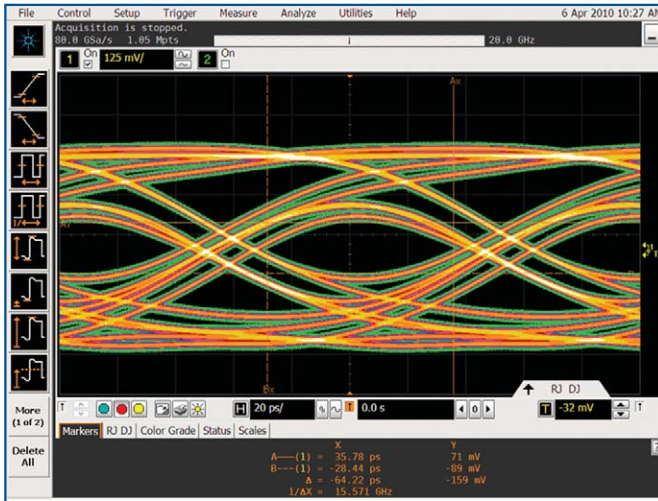 File Control Setup Trigger Measure Analyze Utilities Help 6 Apr 2010 10:27 AM
Acquisition is stopped.
80.0 GSa/s 1.05 Mpts 20.0 GHz
1 On 125 mV/ 2 On
Ax
Bx
H 20 ps/ 0.0 s 0 T -32 mV
RJ DJ
More
(1 of 2)
Delete
All
Markers RJ DJ Color Grade Status Scales
X Y
A——(1) = 35.78 ps 71 mV
B---(1) = -28.44 ps -89 mV
Δ = -64.22 ps -159 mV
1/ΔX = 15.571 GHz